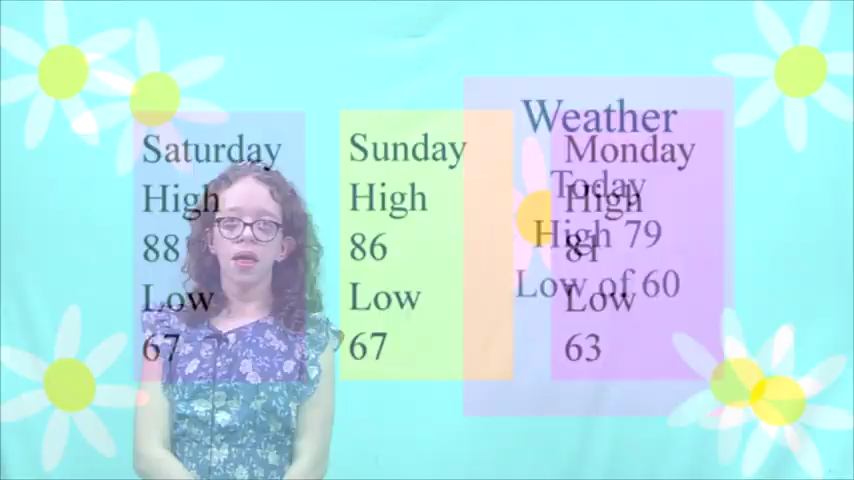 Saturday
High
88
Low
67
Sunday
High
86
Low
67
Weather
Today
High 79
Low of 60
Monday
High
81
Low
63